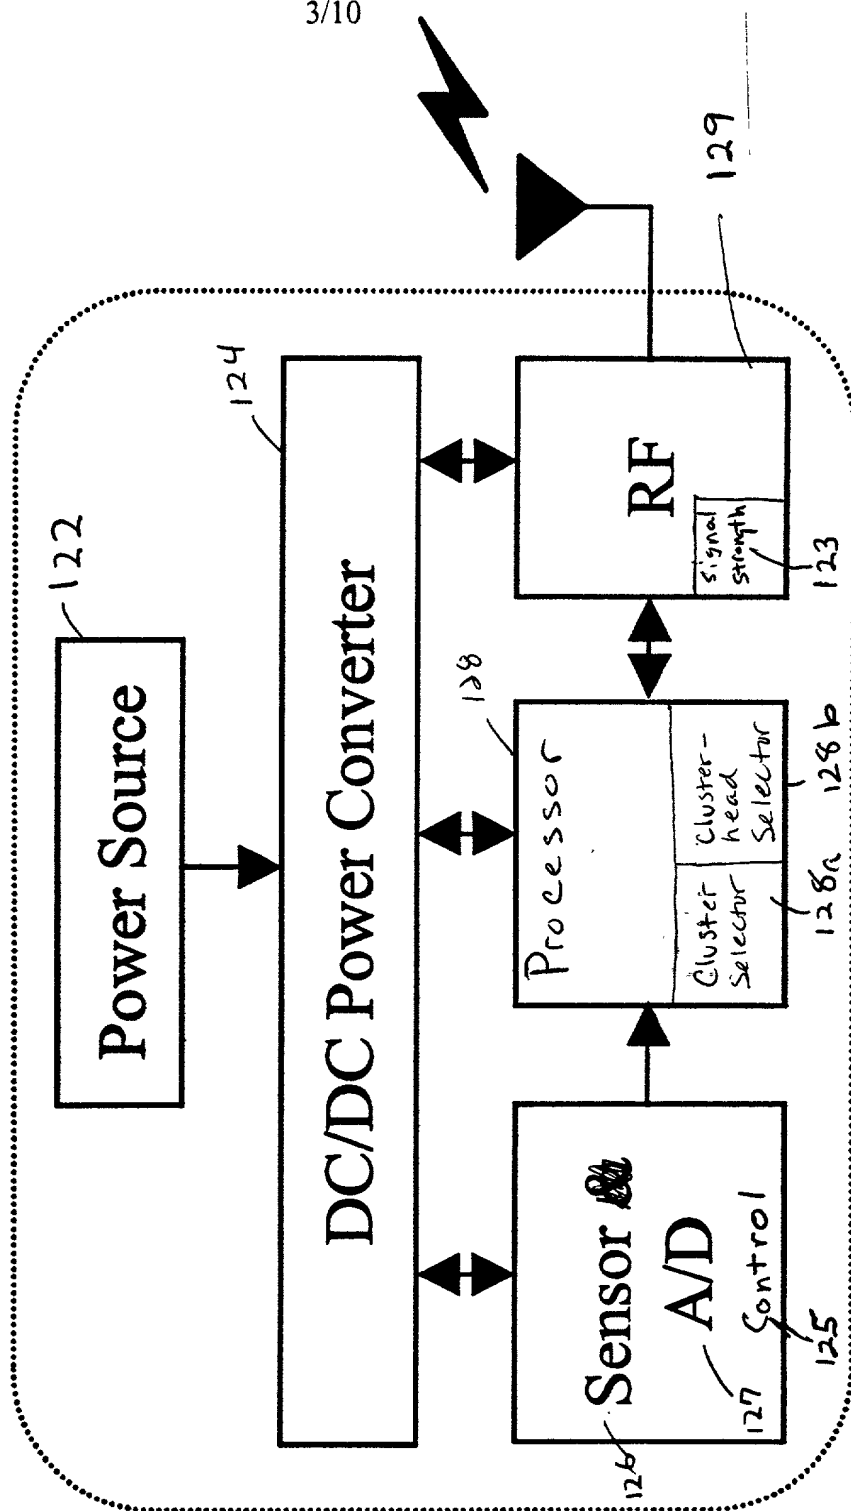 3/10
122
Power Source
124
DC/DC Power Converter
126
Sensor
A/D
127
Control
125
128
Processor
Cluster
Selector
128a
Cluster-
head
Selector
128b
RF
signal
strength
123
129